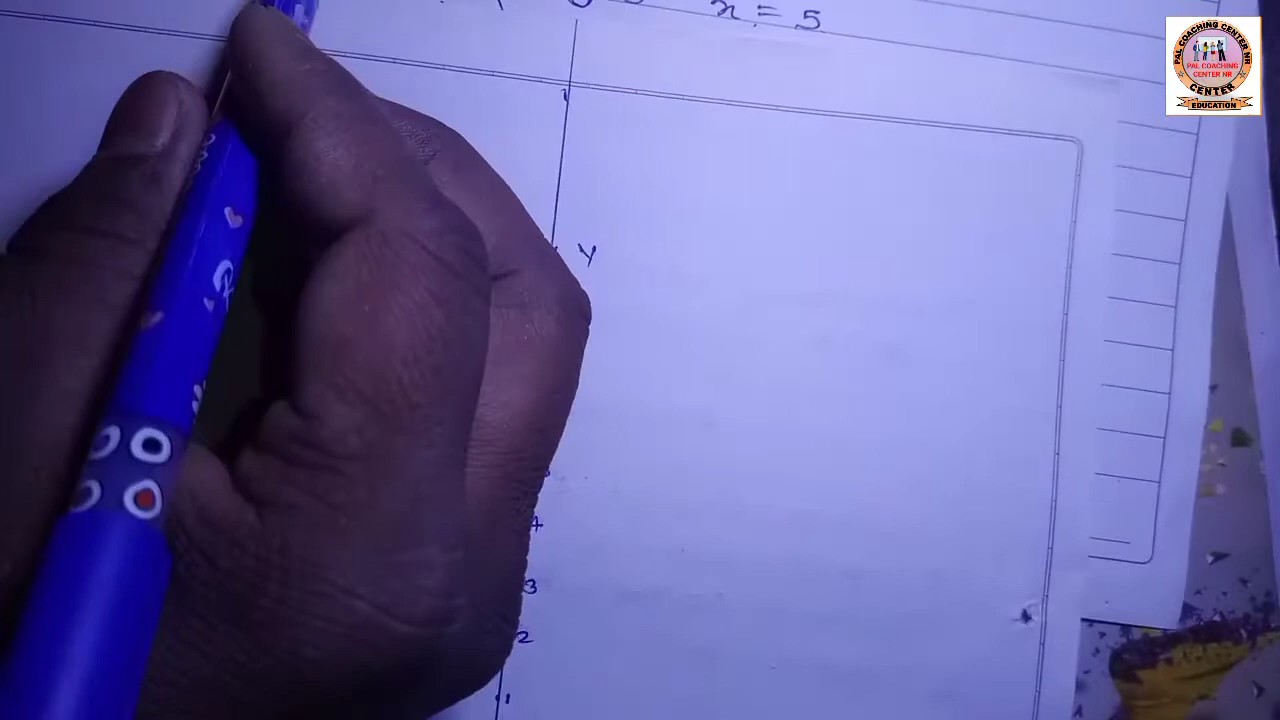 x = 5
Y
4
3
2
1
PAL COACHING CENTER NR
PAL COACHING
CENTER NR
CENTER
EDUCATION